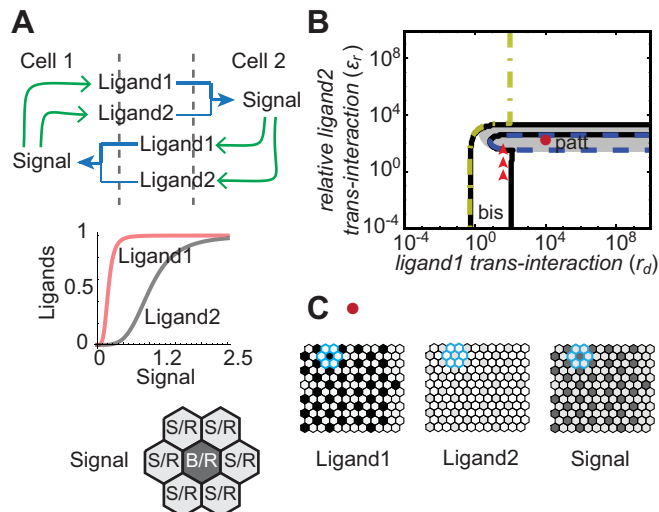 A
Cell 1
Cell 2
Ligand1
Ligand2
Signal
Ligand1
Signal
Ligand2
1
0.5
0
Ligands
Ligand1
Ligand2
0
1.2
2.5
Signal
Signal
S/R
S/R
S/R
B/R
S/R
S/R
S/R
B
relative ligand2
trans-interaction (εr)
10^8
10^4
10^0
10^-4
patt
bis
10^-4
10^0
10^4
10^8
ligand1 trans-interaction (rd)
C
Ligand1
Ligand2
Signal